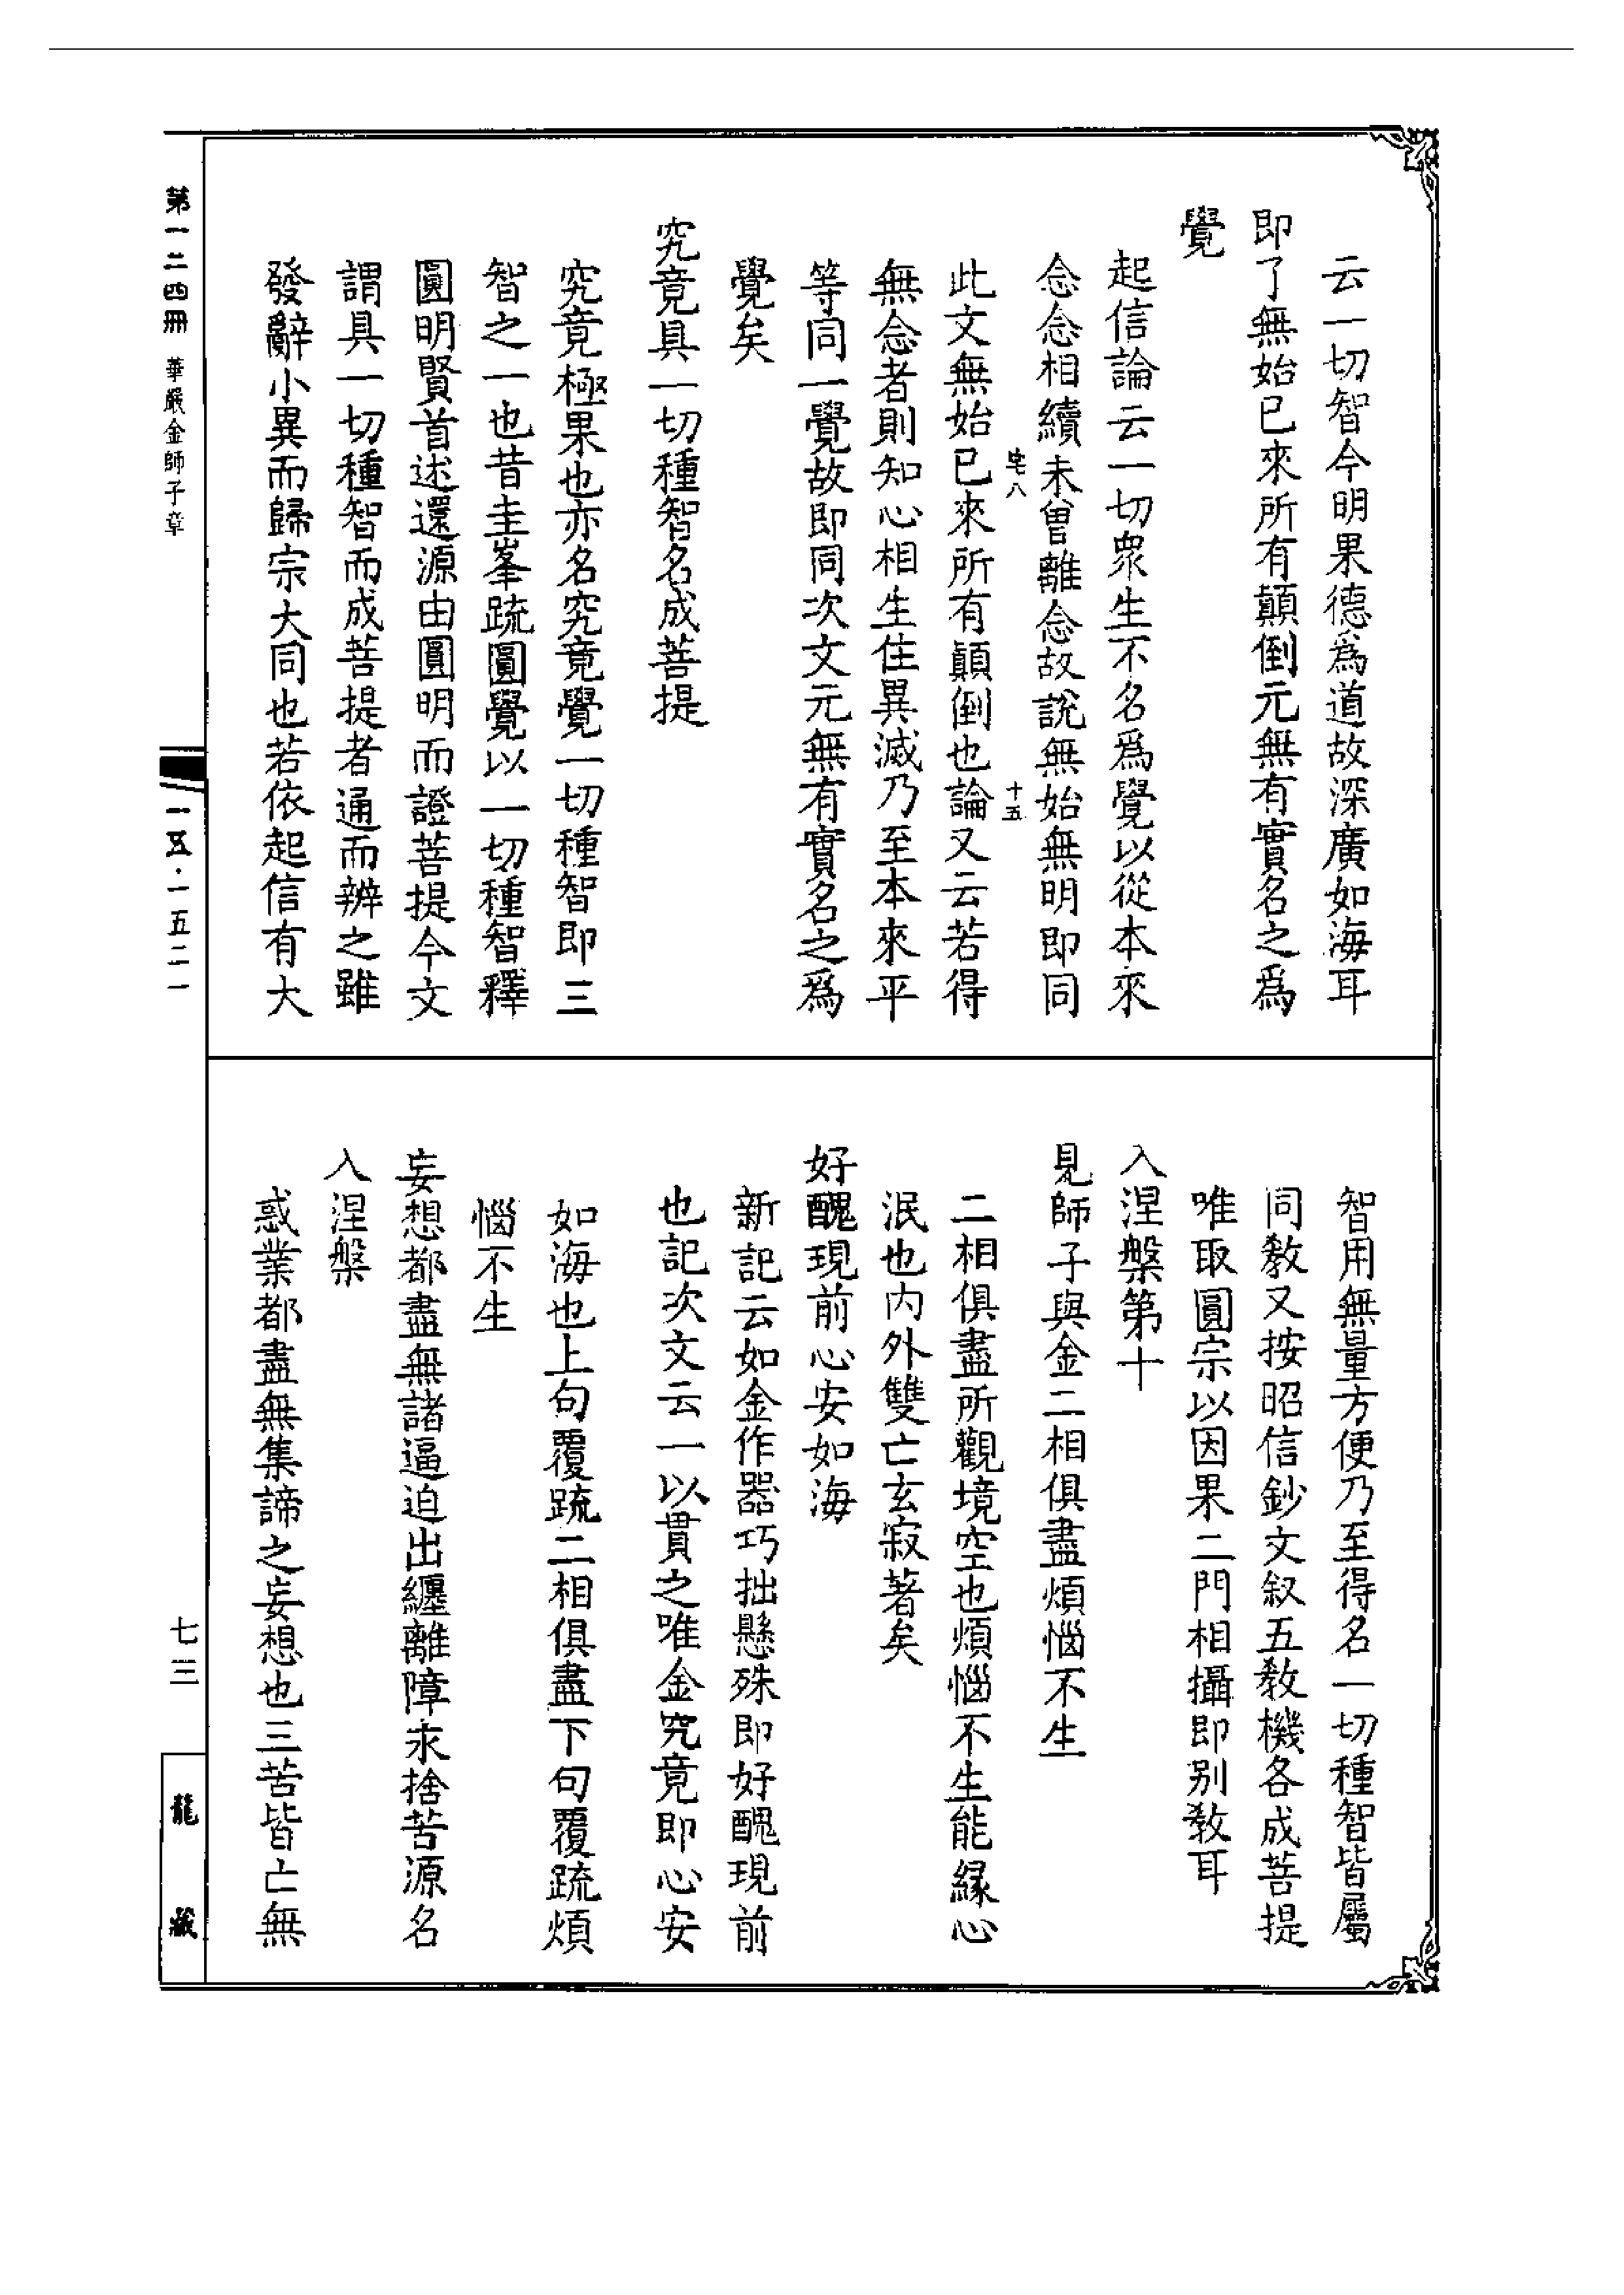 云一切智今明果德爲道故深廣如海耳
即了無始已來所有顛倒元無有實名之爲
覺
起信論云一切衆生不名爲覺以從本來
念念相續未曾離念故說無始無明即同
宅八
十五
此文無始已來所有顛倒也論又云若得
無念者則知心相生住異滅乃至本來平
等同一覺故即同次文元無有實名之爲
覺矣
究竟具一切種智名成菩提
究竟極果也亦名究竟覺一切種智即三
智之一也昔圭峯䟽圓覺以一切種智釋
圓明賢首述還源由圓明而證菩提今文
謂具一切種智而成菩提者通而辨之雖
發辭小異而歸宗大同也若依起信有大
智用無量方便乃至得名一切種智皆屬
同敎又按昭信鈔文叙五敎機各成菩提
唯取圓宗以因果二門相攝即别敎耳
入涅槃第十
見師子與金二相俱盡煩惱不生
二相俱盡所觀境空也煩惱不生能緣心
泯也内外雙亡玄寂著矣
好醜現前心安如海
新記云如金作器巧拙懸殊即好醜現前
也記次文云一以貫之唯金究竟即心安
如海也上句覆䟽二相俱盡下句覆䟽煩
惱不生
妄想都盡無諸逼迫出纏離障永捨苦源名
入涅槃
惑業都盡無集諦之妄想也三苦皆亡無
第一二四冊 華嚴金師子章
一五·一五二一
七三
龍藏